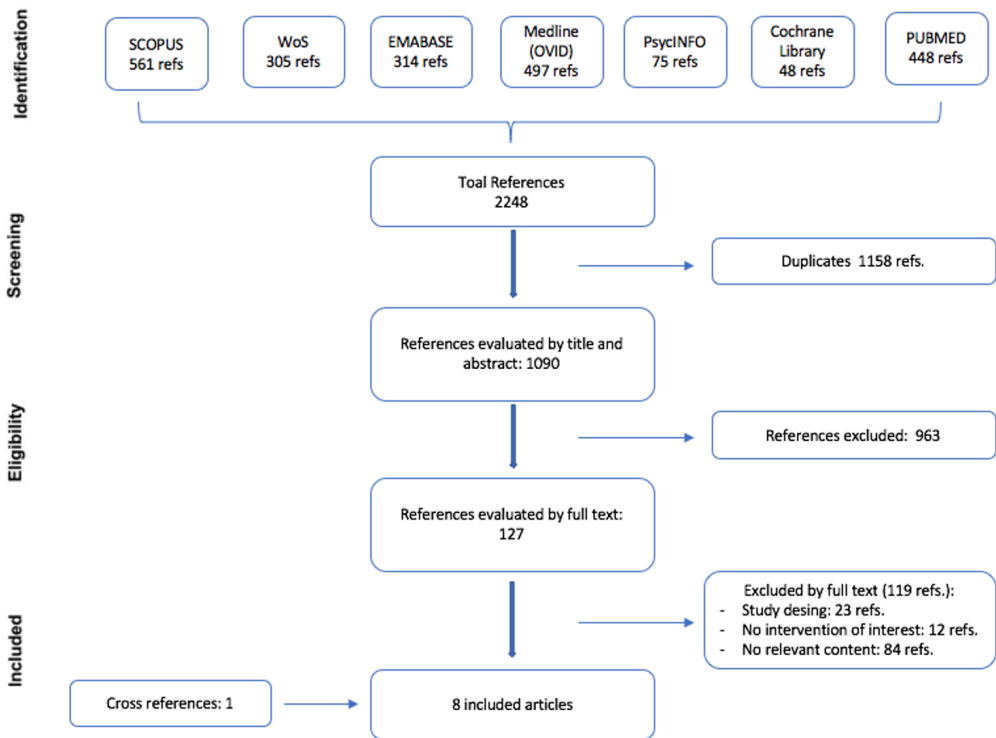 Identification
SCOPUS
561 refs
WoS
305 refs
EMABASE
314 refs
Medline
(OVID)
497 refs
PsycINFO
75 refs
Cochrane
Library
48 refs
PUBMED
448 refs
Toal References
2248
Screening
Duplicates 1158 refs.
References evaluated by title and
abstract: 1090
Eligibility
References excluded: 963
References evaluated by full text:
127
Included
Excluded by full text (119 refs.):
- Study desing: 23 refs.
- No intervention of interest: 12 refs.
- No relevant content: 84 refs.
Cross references: 1
8 included articles